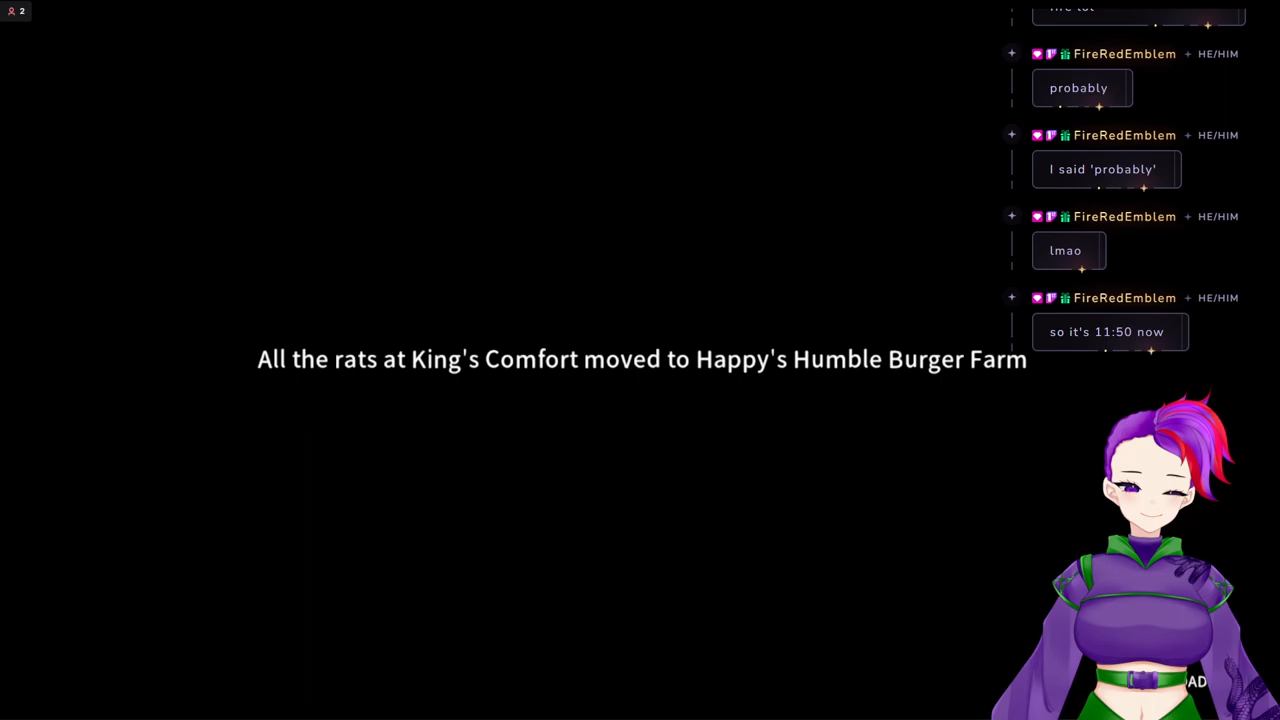 2
FireRedEmblem HE/HIM
probably
FireRedEmblem HE/HIM
I said 'probably'
FireRedEmblem HE/HIM
lmao
FireRedEmblem HE/HIM
so it's 11:50 now
All the rats at King's Comfort moved to Happy's Humble Burger Farm